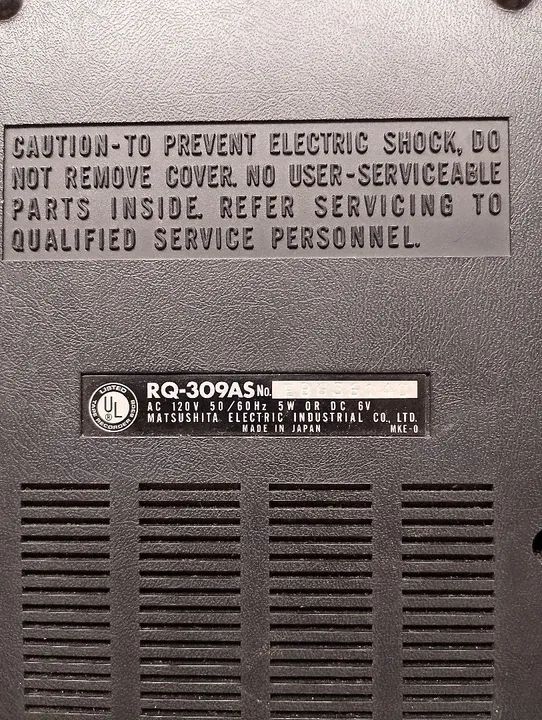 CAUTION-TO PREVENT ELECTRIC SHOCK, DO
NOT REMOVE COVER. NO USER-SERVICEABLE
PARTS INSIDE. REFER SERVICING TO
QUALIFIED SERVICE PERSONNEL.
LISTED
UL
®
TAPE RECORDER
RQ-309AS No.
AC 120V 50/60Hz 5W OR DC 6V
MATSUSHITA ELECTRIC INDUSTRIAL CO., LTD.
MADE IN JAPAN MKE-0